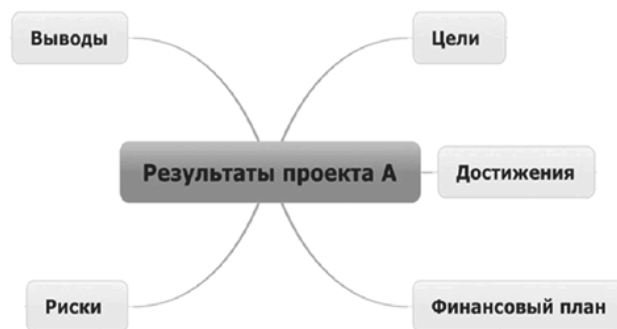 Выводы
Цели
Результаты проекта А
Достижения
Риски
Финансовый план